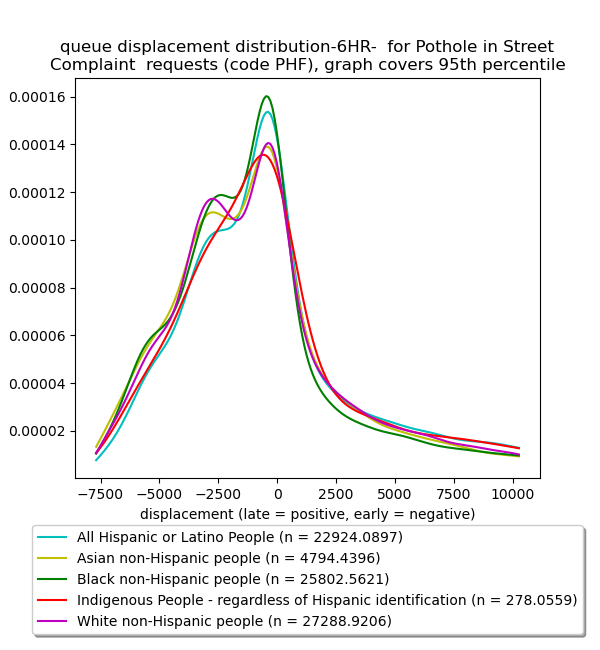 queue displacement distribution-6HR-  for Pothole in Street
Complaint  requests (code PHF), graph covers 95th percentile
0.00016
0.00014
0.00012
0.00010
0.00008
0.00006
0.00004
0.00002
−7500 −5000 −2500 0 2500 5000 7500 10000
displacement (late = positive, early = negative)
All Hispanic or Latino People (n = 22924.0897)
Asian non-Hispanic people (n = 4794.4396)
Black non-Hispanic people (n = 25802.5621)
Indigenous People - regardless of Hispanic identification (n = 278.0559)
White non-Hispanic people (n = 27288.9206)